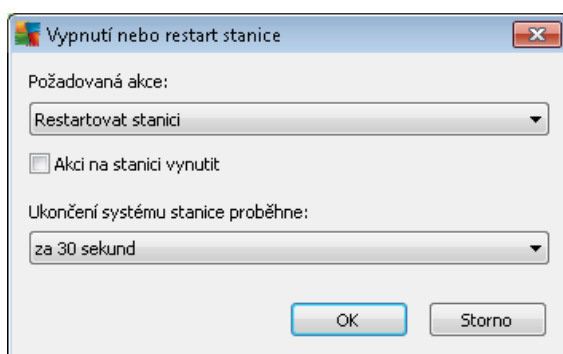 Vypnutí nebo restart stanice
Požadovaná akce:
Restartovat stanici
Akci na stanici vynutit
Ukončení systému stanice proběhne:
za 30 sekund
OK
Storno